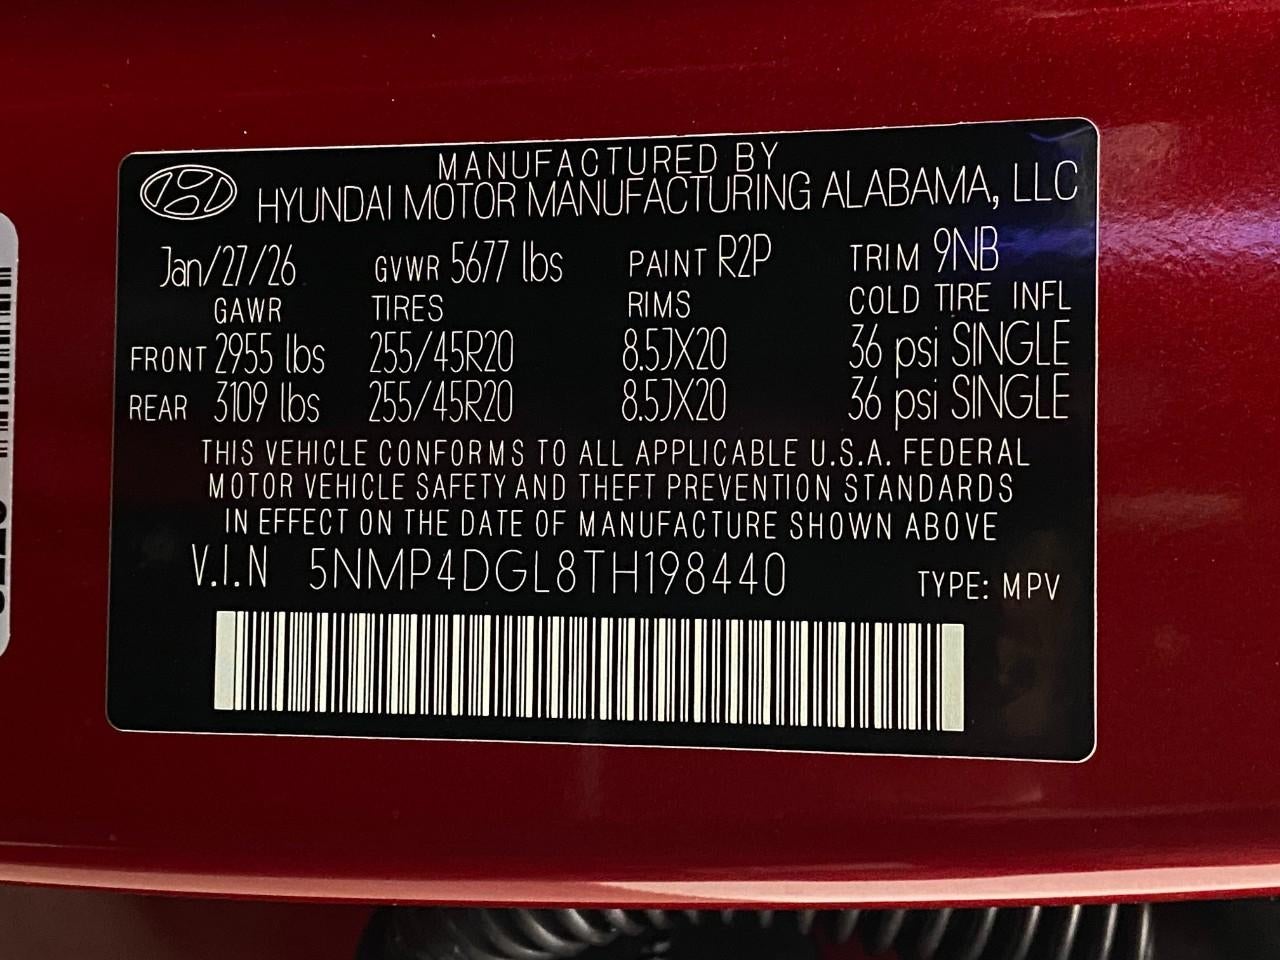 MANUFACTURED BY
HYUNDAI MOTOR MANUFACTURING ALABAMA, LLC
Jan/27/26 GVWR 5677 lbs PAINT R2P TRIM 9NB
GAWR TIRES RIMS COLD TIRE INFL
FRONT 2955 lbs 255/45R20 8.5JX20 36 psi SINGLE
REAR 3109 lbs 255/45R20 8.5JX20 36 psi SINGLE
THIS VEHICLE CONFORMS TO ALL APPLICABLE U.S.A. FEDERAL
MOTOR VEHICLE SAFETY AND THEFT PREVENTION STANDARDS
IN EFFECT ON THE DATE OF MANUFACTURE SHOWN ABOVE
V.I.N 5NMP4DGL8TH198440 TYPE: MPV